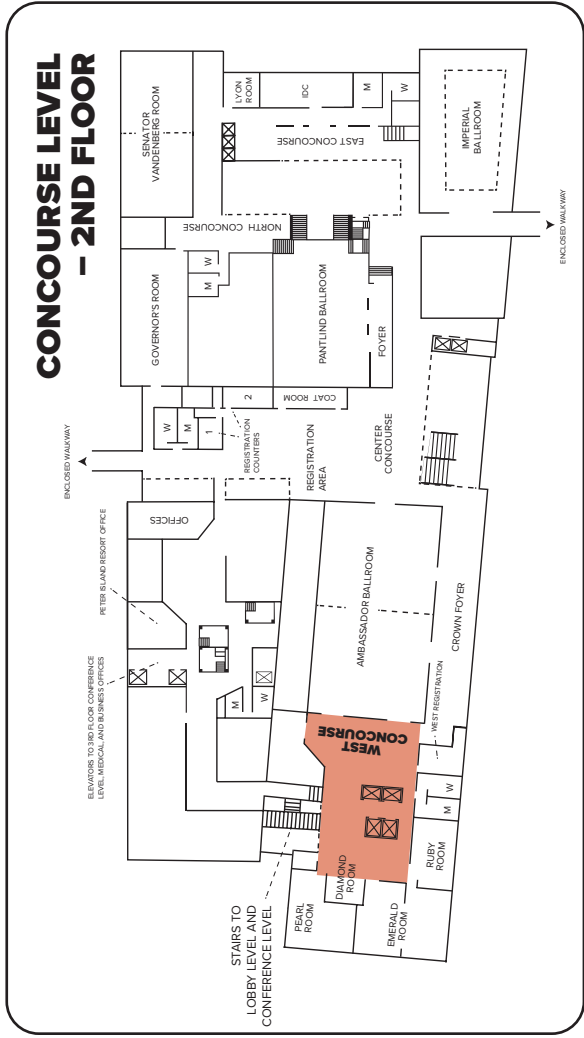 CONCOURSE LEVEL
– 2ND FLOOR
SENATOR
VANDENBERG ROOM
LYON
ROOM
IDC
M
W
EAST CONCOURSE
IMPERIAL
BALLROOM
NORTH CONCOURSE
ENCLOSED WALKWAY
GOVERNOR'S ROOM
M
W
PANTLIND BALLROOM
FOYER
COAT ROOM
2
1
W
M
REGISTRATION
COUNTERS
ENCLOSED WALKWAY
REGISTRATION
AREA
CENTER
CONCOURSE
OFFICES
PETER ISLAND RESORT OFFICE
ELEVATORS TO 3RD FLOOR CONFERENCE
LEVEL, MEDICAL, AND BUSINESS OFFICES
M
W
AMBASSADOR BALLROOM
CROWN FOYER
WEST REGISTRATION
WEST
CONCOURSE
M
W
RUBY
ROOM
DIAMOND
ROOM
EMERALD
ROOM
PEARL
ROOM
STAIRS TO
LOBBY LEVEL AND
CONFERENCE LEVEL